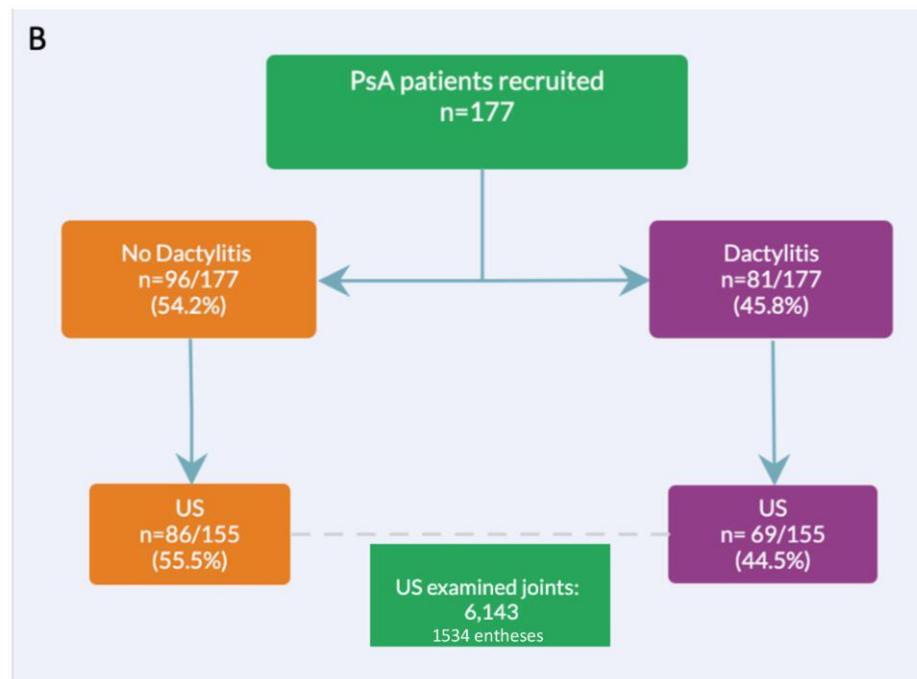 B
PsA patients recruited
n=177
No Dactylitis
n=96/177
(54.2%)
Dactylitis
n=81/177
(45.8%)
US
n=86/155
(55.5%)
US
n= 69/155
(44.5%)
US examined joints:
6,143
1534 entheses